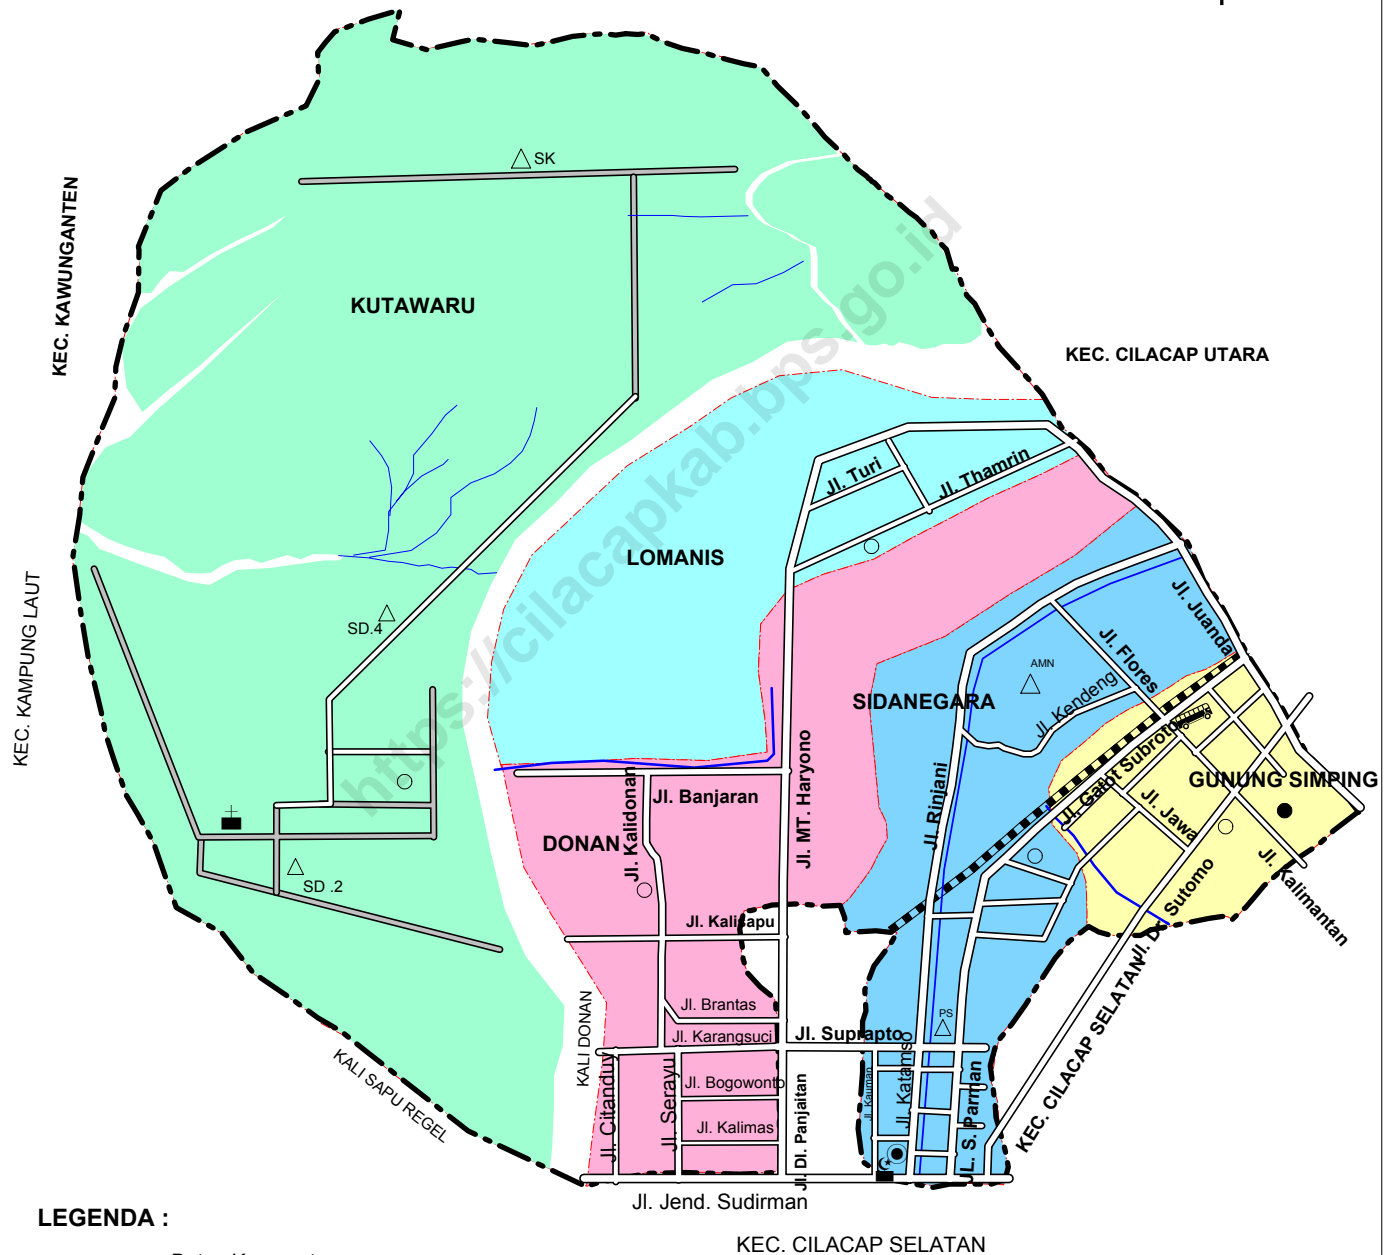 SK
KEC. KAWUNGANTEN
KUTAWARU
KEC. CILACAP UTARA
https://cilacapkab.bps.go.id
Jl. Turi
Jl. Thamrin
LOMANIS
KEC. KAMPUNG LAUT
SD.4
Jl. Juanda
Jl. Flores
AMN
Jl. Kendeng
SIDANEGARA
Jl. Gatot Subroto
GUNUNG SIMPING
Jl. Banjaran
Jl. Kalidonan
Jl. MT. Haryono
Jl. Rinjani
Jl. Jawa
DONAN
SD .2
Jl. Kalimantan
Jl. D
Sutomo
Jl. Kalisapu
Jl. Brantas
Jl. Karangsuci
Jl. Suprapto
PS
KALI DONAN
KALI SAPU REGEL
Jl. Citanduy
Jl. Serayu
Jl. Bogowonto
Jl. Kalimas
Jl. DI. Panjaitan
Jl. Kauman
Jl. Katamso
JL. S. Parman
KEC. CILACAP SELATAN
Jl. Jend. Sudirman
LEGENDA :
KEC. CILACAP SELATAN